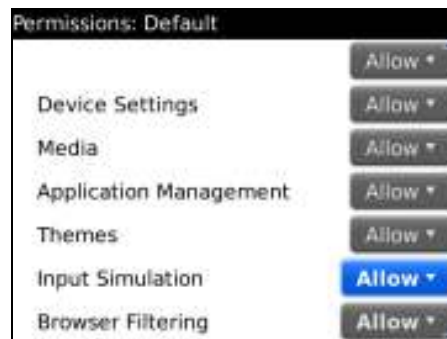 Permissions: Default
Allow
Device Settings Allow
Media Allow
Application Management Allow
Themes Allow
Input Simulation Allow
Browser Filtering Allow